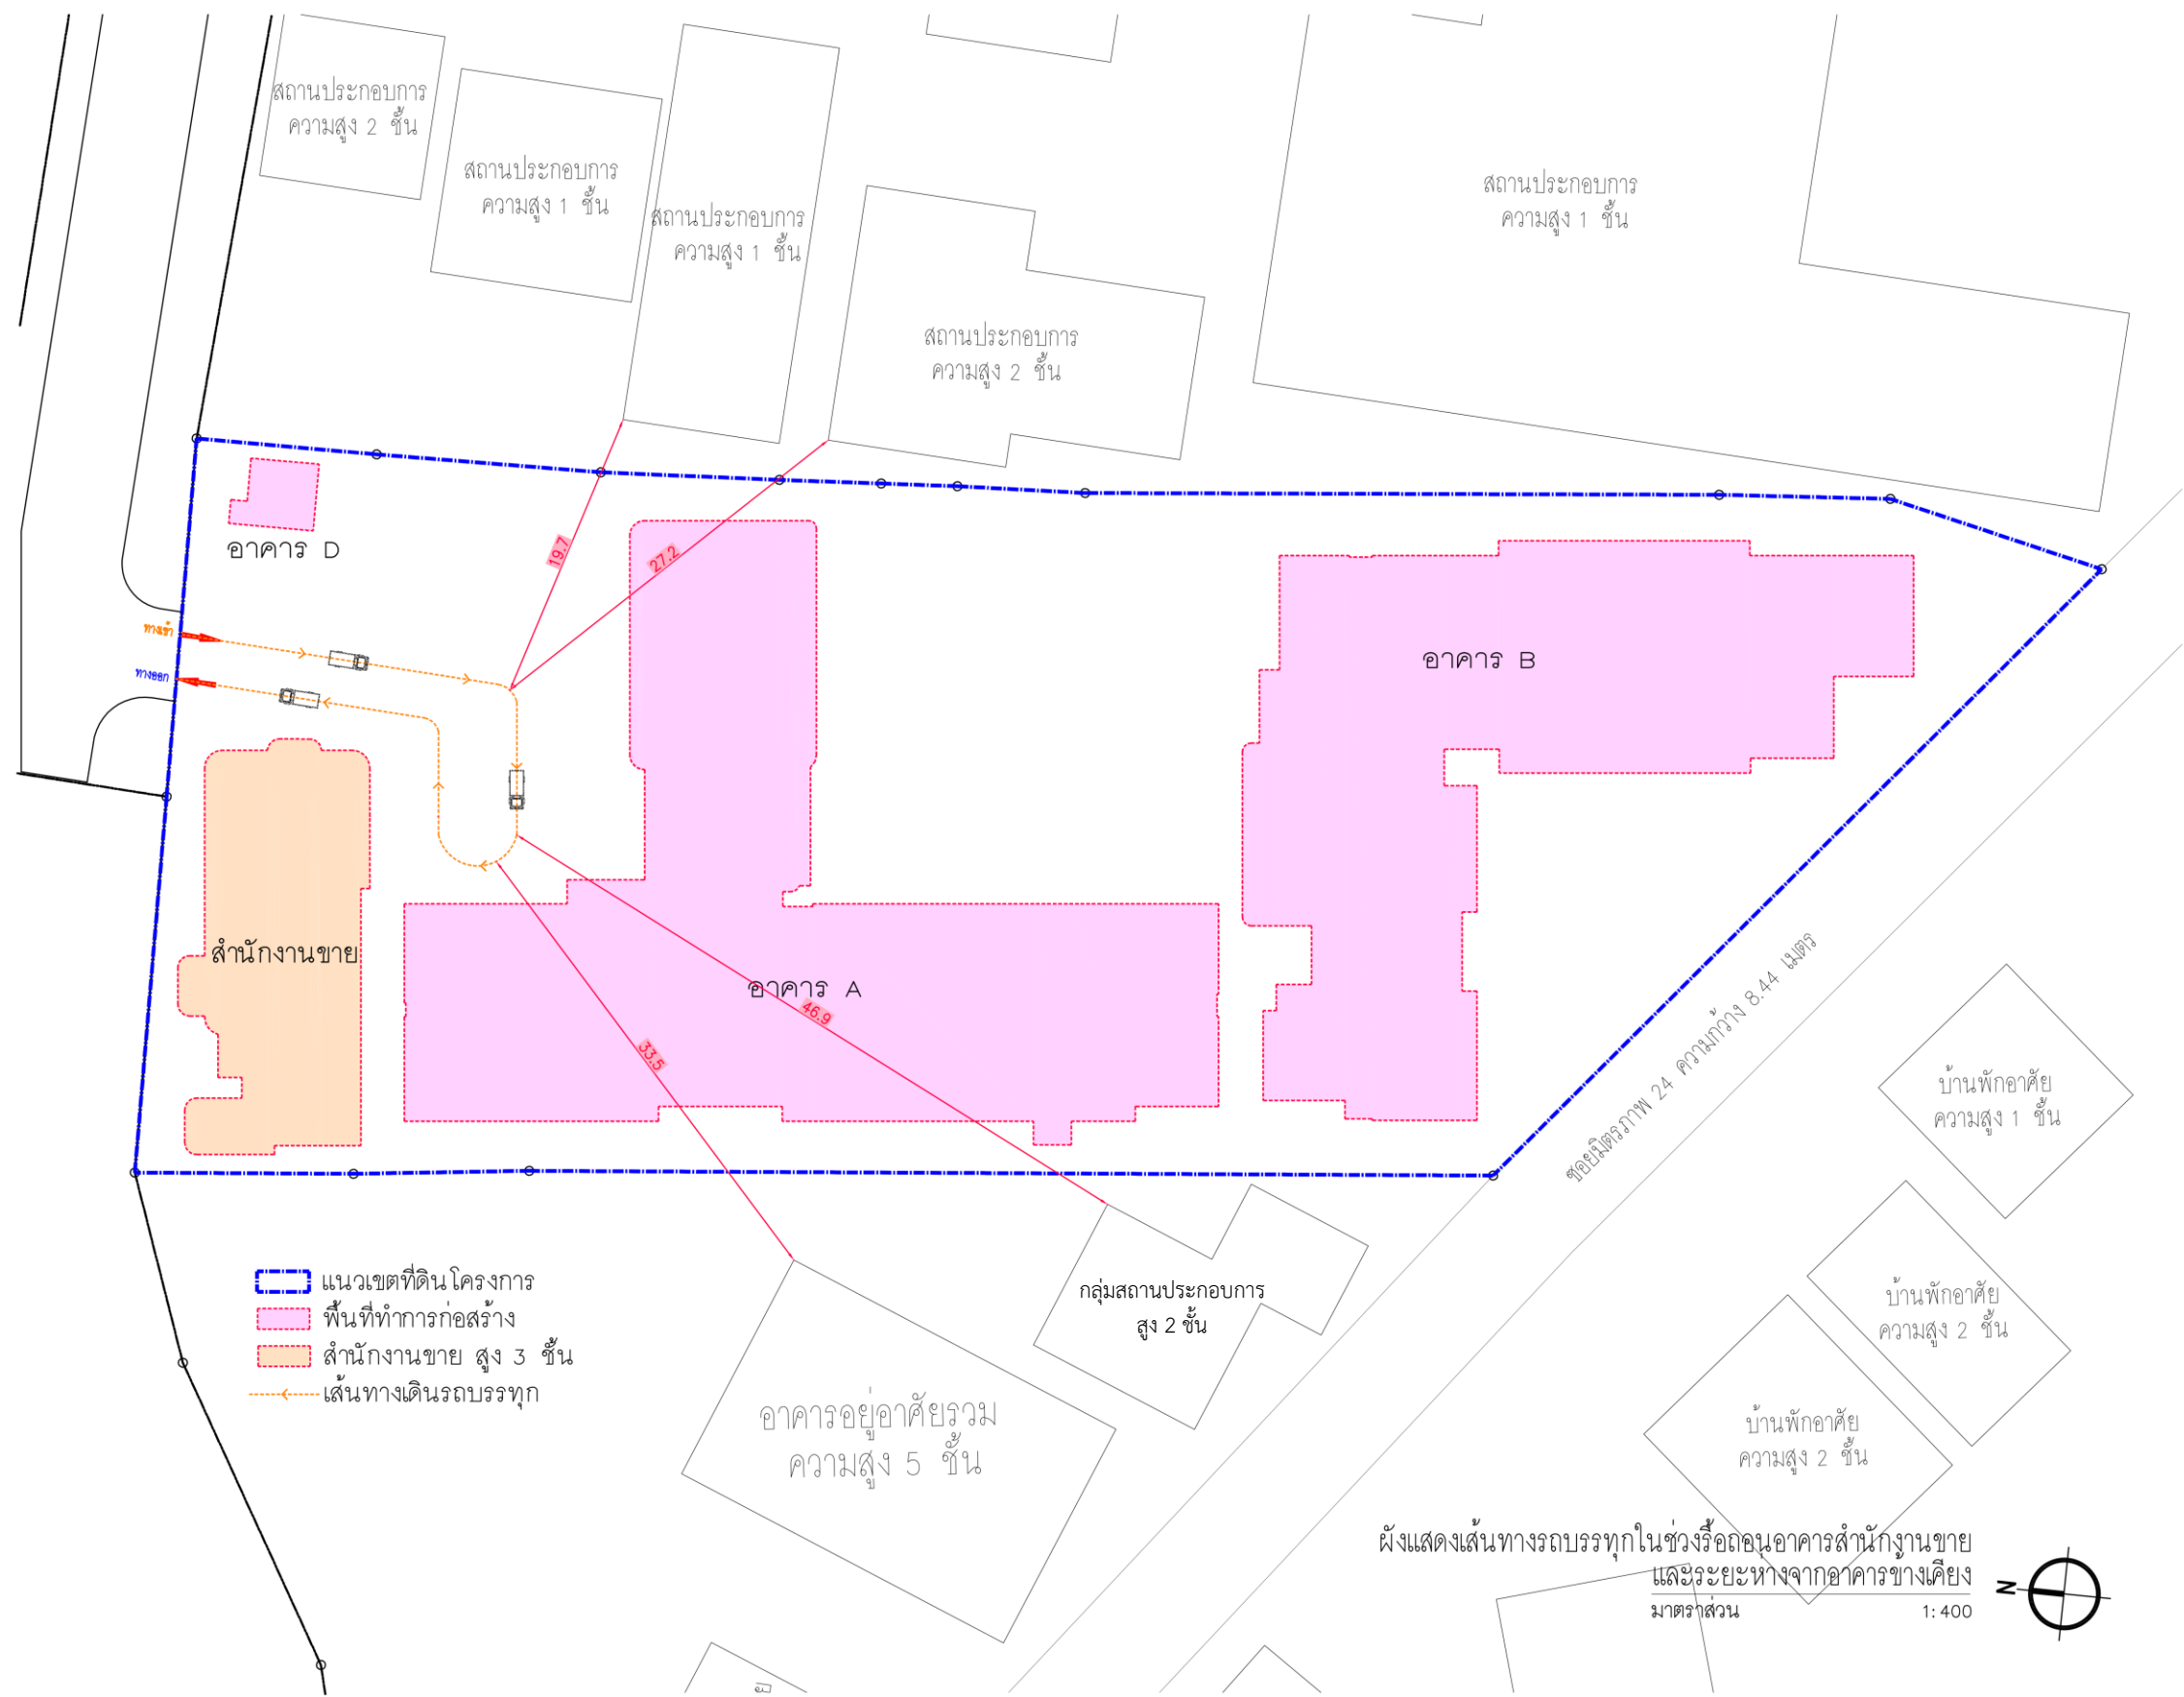 สถานประกอบการ
ความสูง 2 ชั้น
สถานประกอบการ
ความสูง 1 ชั้น
สถานประกอบการ
ความสูง 1 ชั้น
สถานประกอบการ
ความสูง 1 ชั้น
สถานประกอบการ
ความสูง 2 ชั้น
อาคาร D
19.7
27.2
ทางเข้า
ทางออก
อาคาร B
สำนักงานขาย
อาคาร A
46.9
33.5
ซอยมิตรภาพ 24 ความกว้าง 8.44 เมตร
บ้านพักอาศัย
ความสูง 1 ชั้น
บ้านพักอาศัย
ความสูง 2 ชั้น
บ้านพักอาศัย
ความสูง 2 ชั้น
กลุ่มสถานประกอบการ
สูง 2 ชั้น
อาคารอยู่อาศัยรวม
ความสูง 5 ชั้น
แนวเขตที่ดินโครงการ
พื้นที่ทำการก่อสร้าง
สำนักงานขาย สูง 3 ชั้น
เส้นทางเดินรถบรรทุก
ผังแสดงเส้นทางรถบรรทุกในช่วงรื้อถอนอาคารสำนักงานขาย
และระยะห่างจากอาคารข้างเคียง
มาตราส่วน 1:400
N